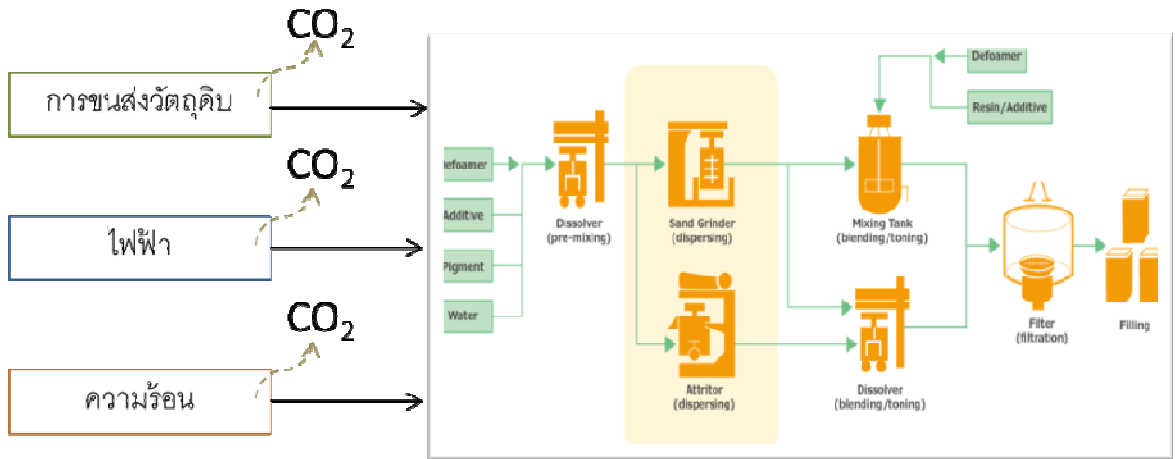 CO2
การขนส่งวัตถุดิบ
CO2
ไฟฟ้า
CO2
ความร้อน
Defoamer
Resin/Additive
Defoamer
Additive
Pigment
Water
Dissolver
(pre-mixing)
Sand Grinder
(dispersing)
Mixing Tank
(blending/toning)
Attritor
(dispersing)
Dissolver
(blending/toning)
Filter
(filtration)
Filling